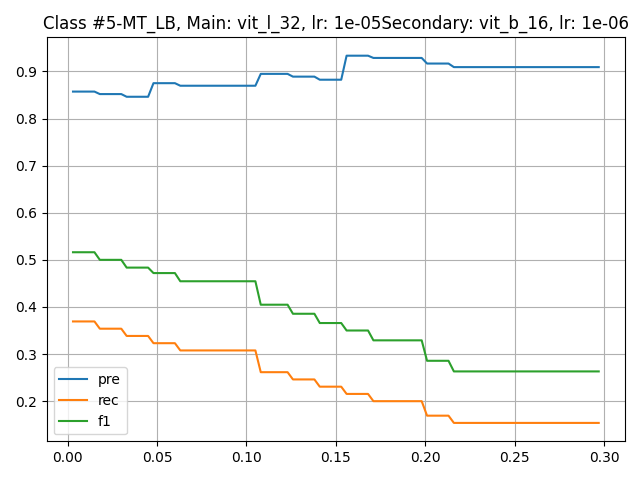 Class #5-MT_LB, Main: vit_l_32, lr: 1e-05Secondary: vit_b_16, lr: 1e-06
0.9
0.8
0.7
0.6
0.5
0.4
0.3
0.2
pre
rec
f1
0.00 0.05 0.10 0.15 0.20 0.25 0.30